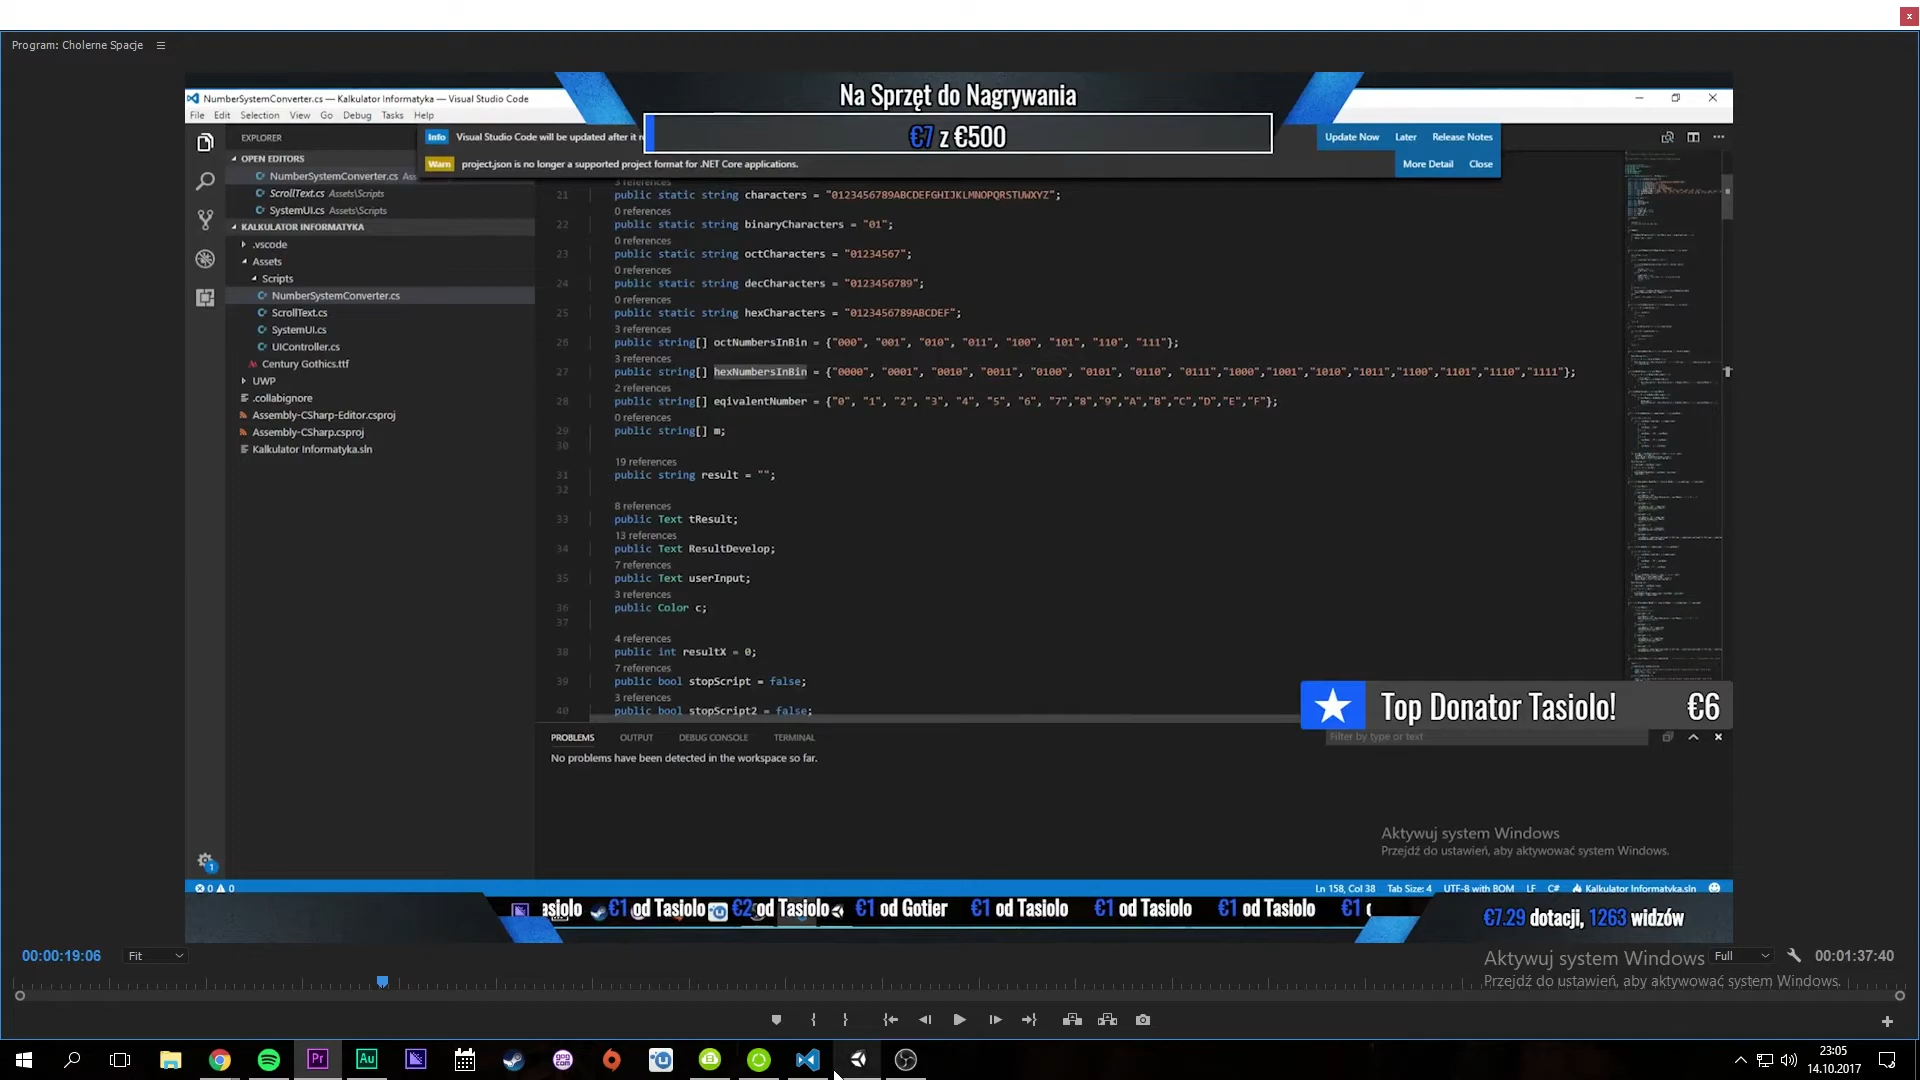 Program: Cholerne Spacje
Na Sprzęt do Nagrywania
€7 z €500
NumberSystemConverter.cs — Kalkulator Informatyka — Visual Studio Code
File Edit Selection View Go Debug Tasks Help
Info Visual Studio Code will be updated after it
Update Now Later Release Notes
Warn project.json is no longer a supported project format for .NET Core applications.
More Detail Close
EXPLORER
OPEN EDITORS
NumberSystemConverter.cs Ass
ScrollText.cs Assets\Scripts
SystemUI.cs Assets\Scripts
KALKULATOR INFORMATYKA
.vscode
Assets
Scripts
NumberSystemConverter.cs
ScrollText.cs
SystemUI.cs
UIController.cs
Century Gothics.ttf
UWP
.collabignore
Assembly-CSharp-Editor.csproj
Assembly-CSharp.csproj
Kalkulator Informatyka.sln
3 references
21 public static string characters = "0123456789ABCDEFGHIJKLMNOPQRSTUWXYZ";
0 references
22 public static string binaryCharacters = "01";
0 references
23 public static string octCharacters = "01234567";
0 references
24 public static string decCharacters = "0123456789";
0 references
25 public static string hexCharacters = "0123456789ABCDEF";
3 references
26 public string[] octNumbersInBin = {"000", "001", "010", "011", "100", "101", "110", "111"};
3 references
27 public string[] hexNumbersInBin = {"0000", "0001", "0010", "0011", "0100", "0101", "0110", "0111","1000","1001","1010","1011","1100","1101","1110","1111"};
2 references
28 public string[] eqivalentNumber = {"0", "1", "2", "3", "4", "5", "6", "7","8","9","A","B","C","D","E","F"};
0 references
29 public string[] m;
30
19 references
31 public string result = "";
32
8 references
33 public Text tResult;
13 references
34 public Text ResultDevelop;
7 references
35 public Text userInput;
3 references
36 public Color c;
37
4 references
38 public int resultX = 0;
7 references
39 public bool stopScript = false;
3 references
40 public bool stopScript2 = false;
Top Donator Tasiolo! €6
PROBLEMS OUTPUT DEBUG CONSOLE TERMINAL
Filter by type or text
No problems have been detected in the workspace so far.
Aktywuj system Windows
Przejdź do ustawień, aby aktywować system Windows.
1
0 0
Ln 158, Col 38 Tab Size: 4 UTF-8 with BOM LF C# Kalkulator Informatyka.sln
asiolo €1 od Tasiolo €2 od Tasiolo €1 od Gotier €1 od Tasiolo €1 od Tasiolo €1 od Tasiolo €1
€7.29 dotacji, 1263 widzów
00:00:19:06 Fit
Full 00:01:37:40
Aktywuj system Windows
Przejdź do ustawień, aby aktywować system Windows.
Pr Au
gog com
23:05
14.10.2017